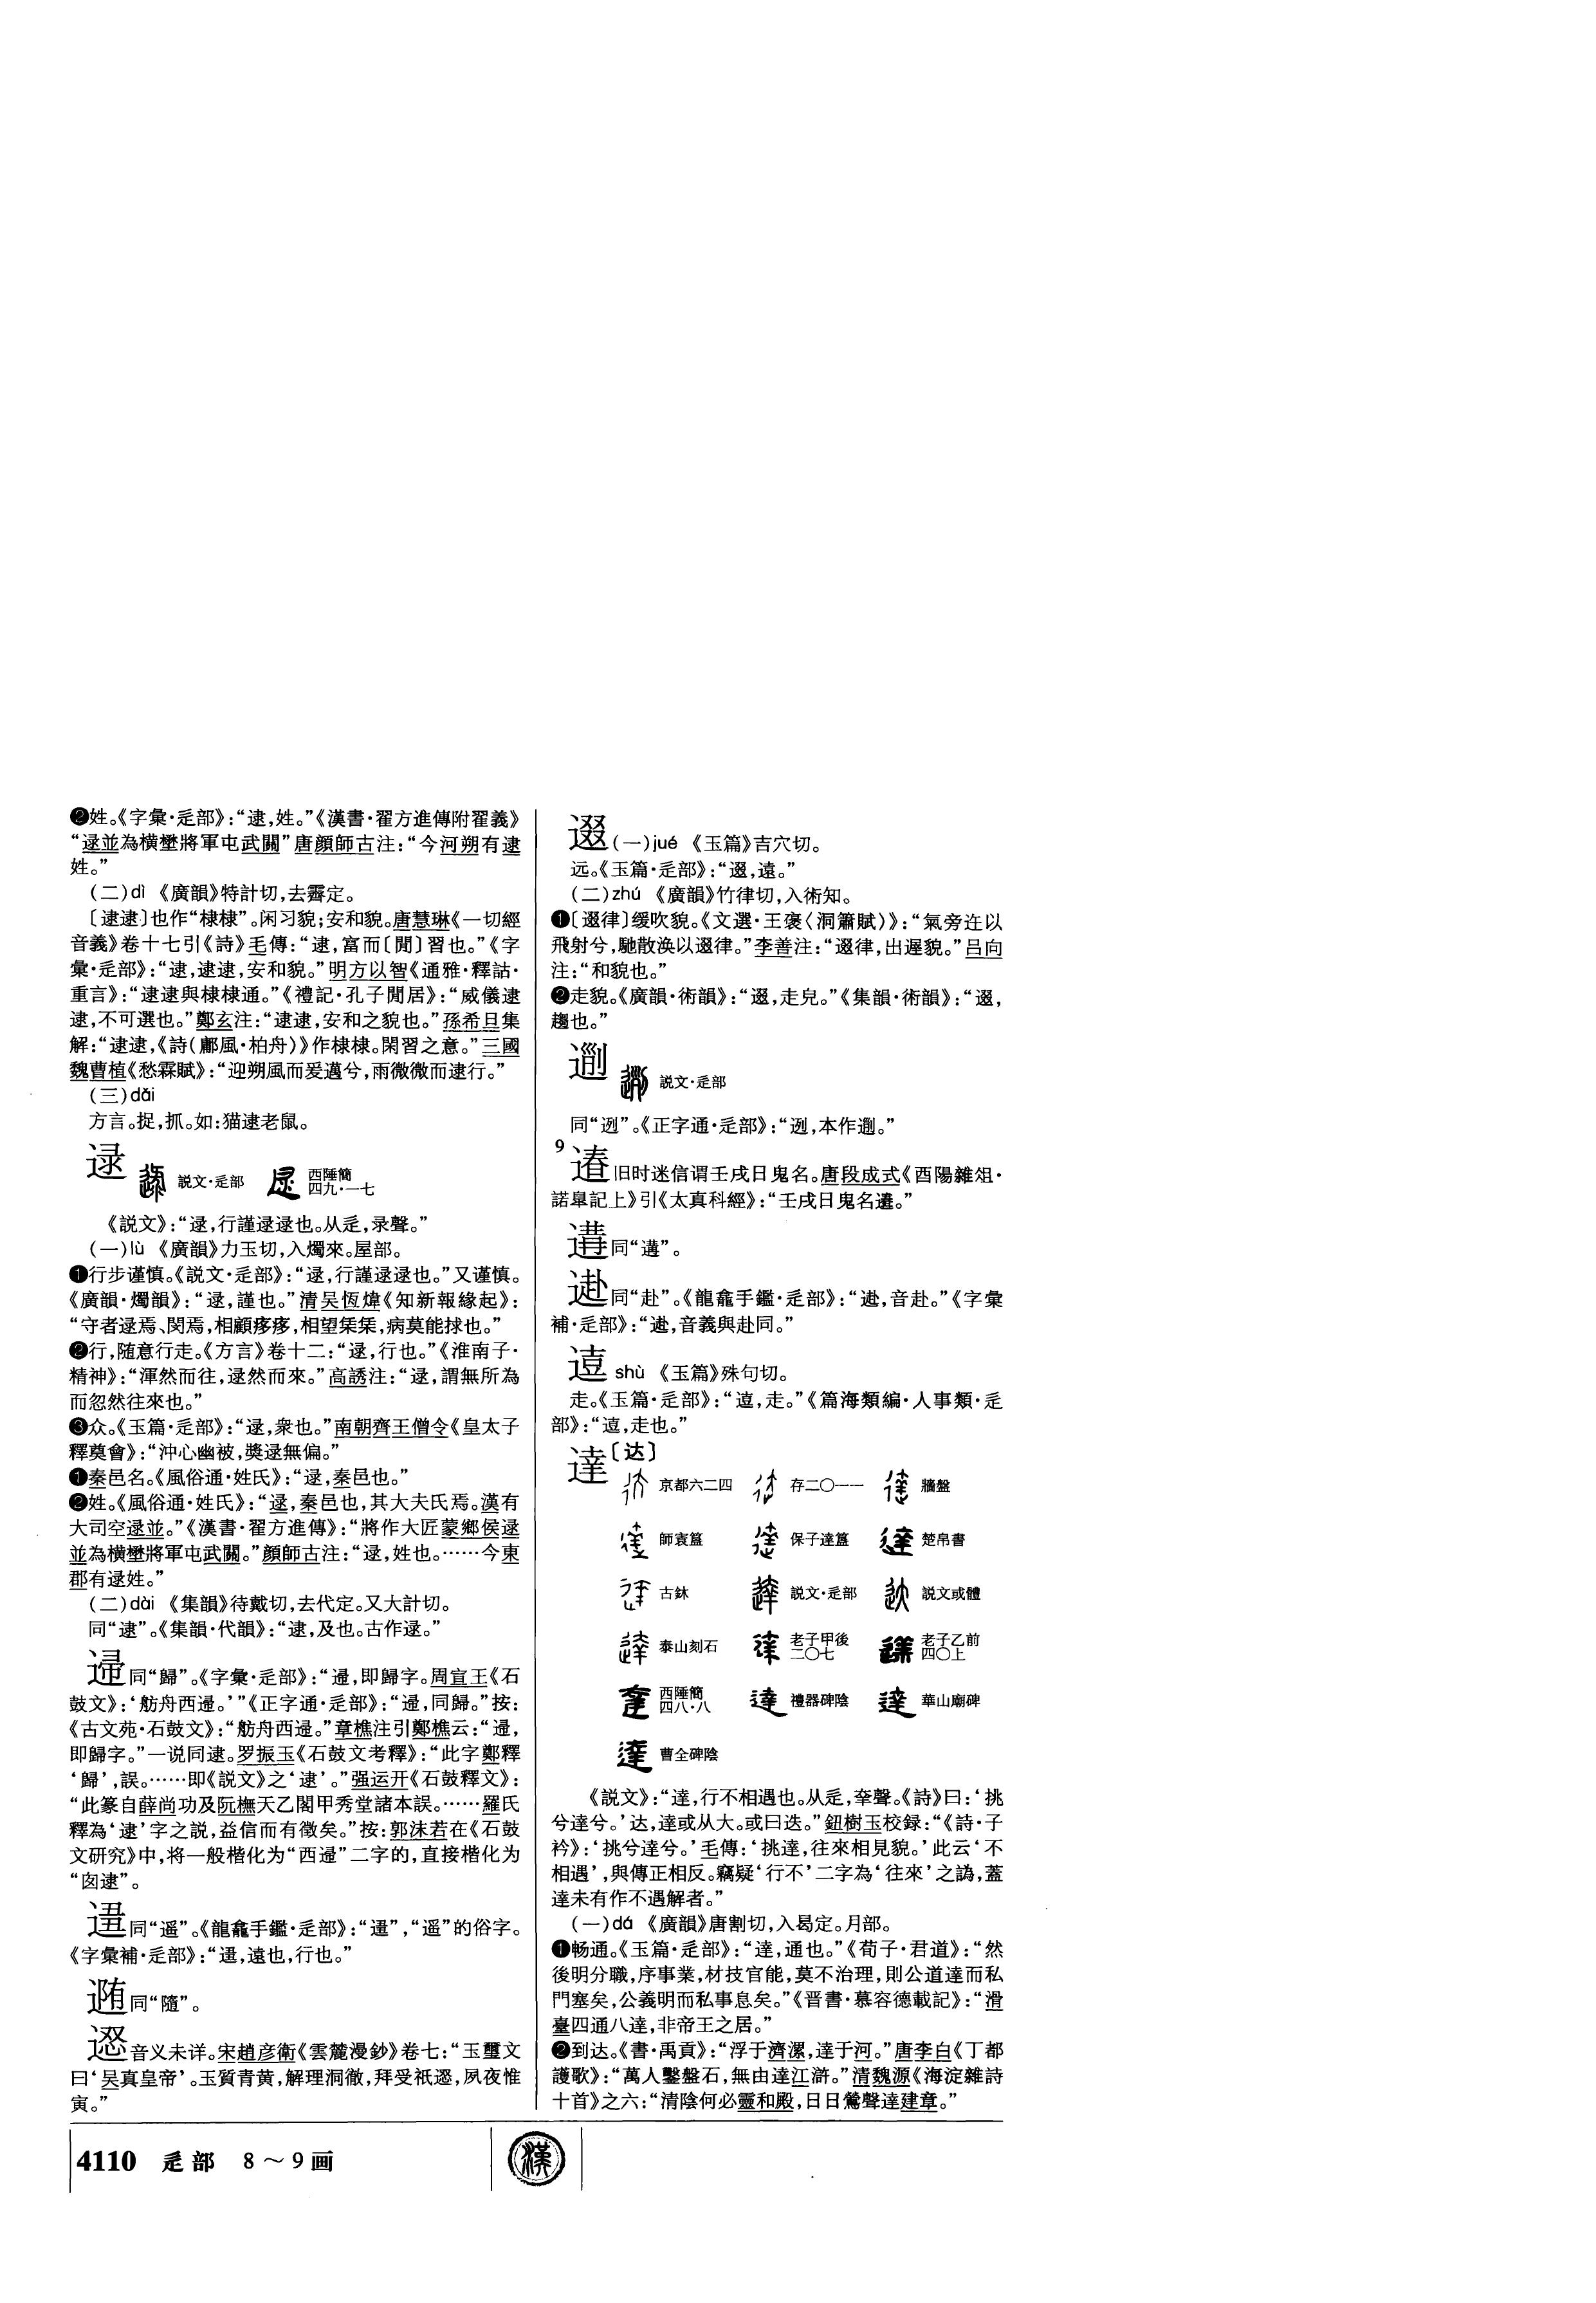 ❷姓。《字彙·辵部》：“逮，姓。”《漢書·翟方進傳附翟義》
“逯並為横壄將軍屯武關”唐顔師古注：“今河朔有逮
姓。”
（二）dì 《廣韻》特計切，去霽定。
〔逮逮〕也作“棣棣”。闲习貌；安和貌。唐慧琳《一切經
音義》卷十七引《詩》毛傳：“逮，富而〔閒〕習也。”《字
彙·辵部》：“逮，逮逮，安和貌。”明方以智《通雅·釋詁·
重言》：“逮逮與棣棣通。”《禮記·孔子閒居》：“威儀逮
逮，不可選也。”鄭玄注：“逮逮，安和之貌也。”孫希旦集
解：“逮逮，《詩（鄘風·柏舟）》作棣棣。閑習之意。”三國
魏曹植《愁霖賦》：“迎朔風而爰邁兮，雨微微而逮行。”
（三）dǎi
方言。捉，抓。如：猫逮老鼠。
逯 説文·辵部 西陲簡四九·一七
《説文》：“逯，行謹逯逯也。从辵，录聲。”
（一）lù 《廣韻》力玉切，入燭來。屋部。
❶行步谨慎。《説文·辵部》：“逯，行謹逯逯也。”又谨慎。
《廣韻·燭韻》：“逯，謹也。”清吴恆煒《知新報緣起》：
“守者逯焉、閔焉，相顧痑痑，相望髹髹，病莫能捄也。”
❷行，随意行走。《方言》卷十二：“逯，行也。”《淮南子·
精神》：“渾然而往，逯然而來。”高誘注：“逯，謂無所為
而忽然往來也。”
❸众。《玉篇·辵部》：“逯，衆也。”南朝齊王僧令《皇太子
釋奠會》：“沖心幽被，獎逯無偏。”
❶秦邑名。《風俗通·姓氏》：“逯，秦邑也。”
❷姓。《風俗通·姓氏》：“逯，秦邑也，其大夫氏焉。漢有
大司空逯並。”《漢書·翟方進傳》：“將作大匠蒙鄉侯逯
並為横壄將軍屯武關。”顔師古注：“逯，姓也。……今東
郡有逯姓。”
（二）dài 《集韻》待戴切，去代定。又大計切。
同“逮”。《集韻·代韻》：“逮，及也。古作逯。”
𨓱同“歸”。《字彙·辵部》：“𨓱，即歸字。周宣王《石
鼓文》：‘舫舟西𨓱。’”《正字通·辵部》：“𨓱，同歸。”按：
《古文苑·石鼓文》：“舫舟西𨓱。”章樵注引鄭樵云：“𨓱，
即歸字。”一说同逮。罗振玉《石鼓文考釋》：“此字鄭釋
‘歸’，誤。……即《説文》之‘逮’。”强运开《石鼓釋文》：
“此篆自薛尚功及阮橅天乙閣甲秀堂諸本誤。……羅氏
釋為‘逮’字之説，益信而有徵矣。”按：郭沫若在《石鼓
文研究》中，将一般楷化为“西𨓱”二字的，直接楷化为
“囱逮”。
同“遥”。《龍龕手鑑·辵部》：“”，“遥”的俗字。
《字彙補·辵部》：“，遠也，行也。”
同“隨”。
音义未详。宋趙彦衛《雲麓漫鈔》卷七：“玉璽文
曰‘吴真皇帝’。玉質青黄，解理洞徹，拜受祇，夙夜惟
寅。”
4110 辵部 8～9画
漢
逫（一）jué 《玉篇》吉穴切。
远。《玉篇·辵部》：“逫，遠。”
（二）zhú 《廣韻》竹律切，入術知。
❶〔逫律〕缓吹貌。《文選·王褒〈洞簫賦〉》：“氣旁迕以
飛射兮，馳散涣以逫律。”李善注：“逫律，出遲貌。”吕向
注：“和貌也。”
❷走貌。《廣韻·術韻》：“逫，走皃。”《集韻·術韻》：“逫，
趨也。”
説文·辵部
同“迾”。《正字通·辵部》：“迾，本作。”
9
旧时迷信谓壬戌日鬼名。唐段成式《酉陽雜俎·
諾皐記上》引《太真科經》：“壬戌日鬼名。”
同“遘”。
同“赴”。《龍龕手鑑·辵部》：“，音赴。”《字彙
補·辵部》：“，音義與赴同。”
shù 《玉篇》殊句切。
走。《玉篇·辵部》：“，走。”《篇海類編·人事類·辵
部》：“，走也。”
達〔达〕
京都六二四 存二〇一一 牆盤
師寰簋 保子達簋 楚帛書
古鉢 説文·辵部 説文或體
泰山刻石 老子甲後二〇七 老子乙前四〇上
西陲簡四八·八 禮器碑陰 華山廟碑
曹全碑陰
《説文》：“達，行不相遇也。从辵，羍聲。《詩》曰：‘挑
兮達兮。’达，達或从大。或曰迭。”鈕樹玉校録：“《詩·子
衿》：‘挑兮達兮。’毛傳：‘挑達，往來相見貌。’此云‘不
相遇’，與傳正相反。竊疑‘行不’二字為‘往來’之譌，蓋
達未有作不遇解者。”
（一）dá 《廣韻》唐割切，入曷定。月部。
❶畅通。《玉篇·辵部》：“達，通也。”《荀子·君道》：“然
後明分職，序事業，材技官能，莫不治理，則公道達而私
門塞矣，公義明而私事息矣。”《晋書·慕容德載記》：“滑
臺四通八達，非帝王之居。”
❷到达。《書·禹貢》：“浮于濟漯，達于河。”唐李白《丁都
護歌》：“萬人鑿盤石，無由達江滸。”清魏源《海淀雜詩
十首》之六：“清陰何必靈和殿，日日鶯聲達建章。”